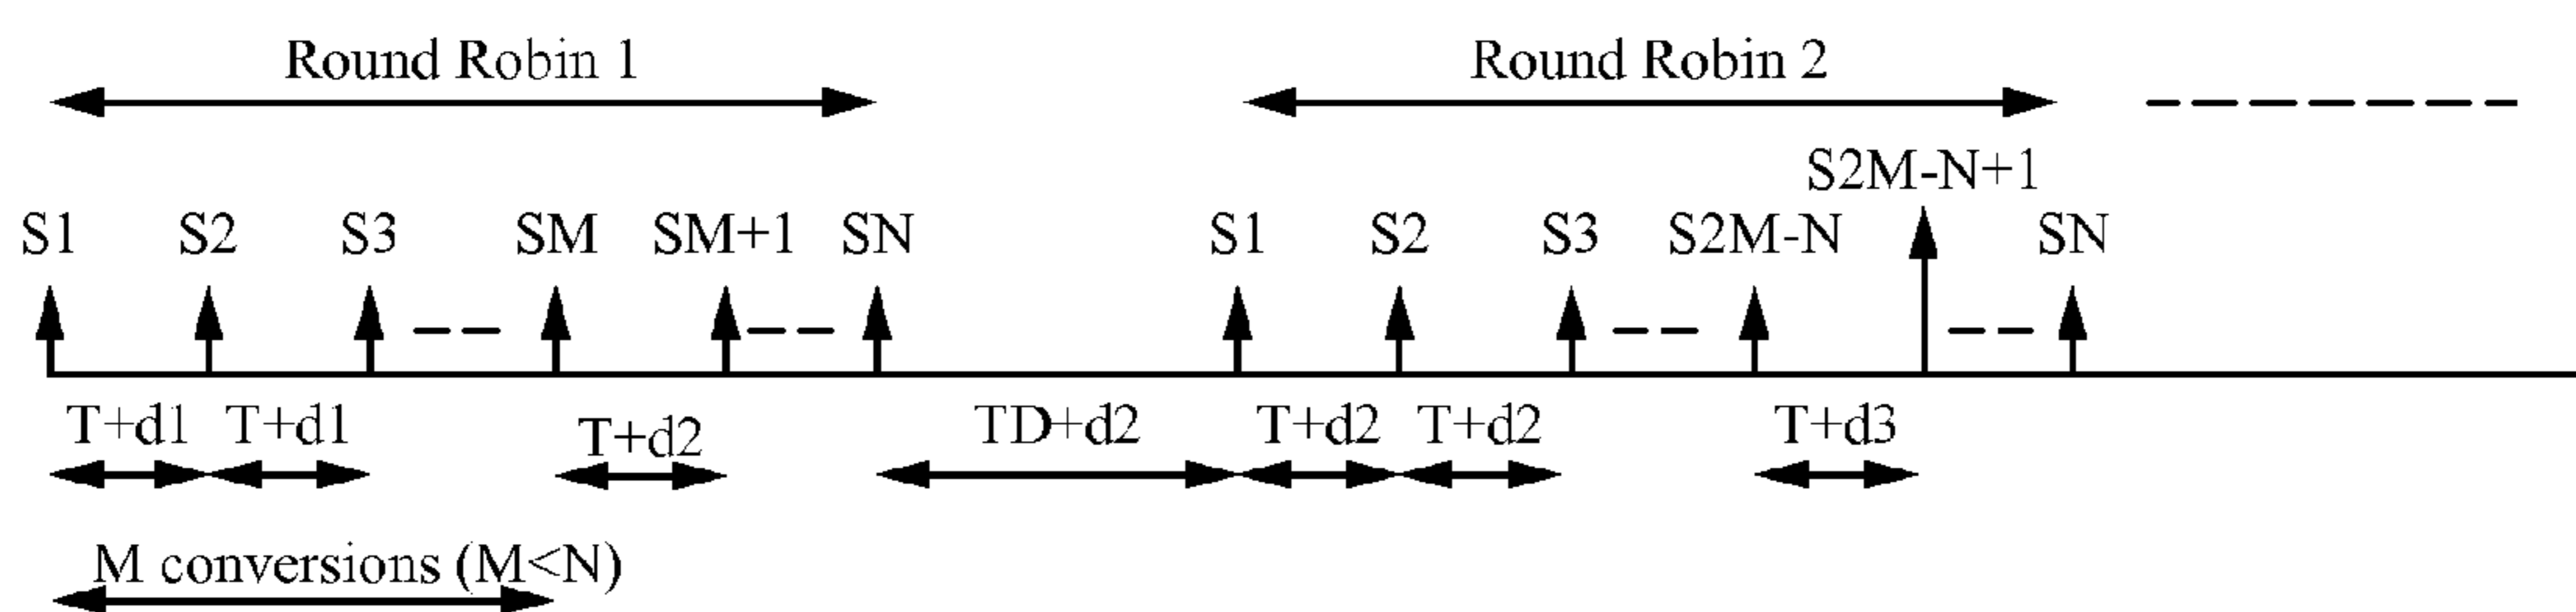 Round Robin 1 Round Robin 2
S2M-N+1
S1 S2 S3 SM SM+1 SN S1 S2 S3 S2M-N SN
T+d1 T+d1 T+d2 TD+d2 T+d2 T+d2 T+d3
M conversions (M<N)